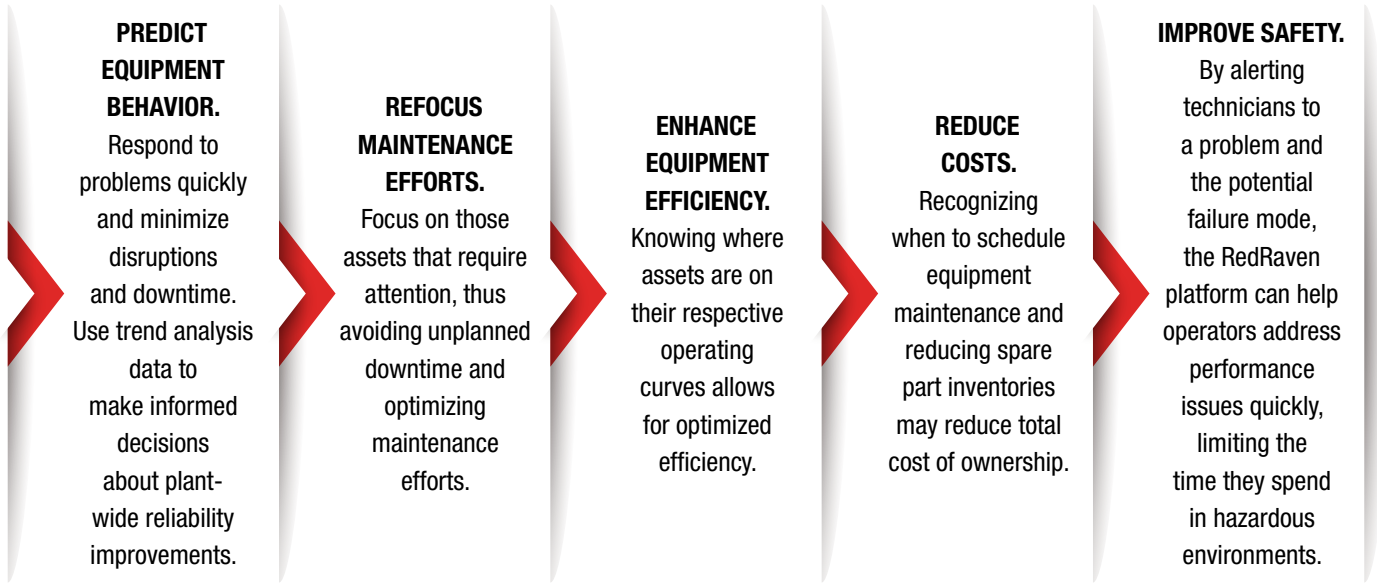 PREDICT
EQUIPMENT
BEHAVIOR.
Respond to
problems quickly
and minimize
disruptions
and downtime.
Use trend analysis
data to
make informed
decisions
about plant-
wide reliability
improvements.
REFOCUS
MAINTENANCE
EFFORTS.
Focus on those
assets that require
attention, thus
avoiding unplanned
downtime and
optimizing
maintenance
efforts.
ENHANCE
EQUIPMENT
EFFICIENCY.
Knowing where
assets are on
their respective
operating
curves allows
for optimized
efficiency.
REDUCE
COSTS.
Recognizing
when to schedule
equipment
maintenance and
reducing spare
part inventories
may reduce total
cost of ownership.
IMPROVE SAFETY.
By alerting
technicians to
a problem and
the potential
failure mode,
the RedRaven
platform can help
operators address
performance
issues quickly,
limiting the
time they spend
in hazardous
environments.